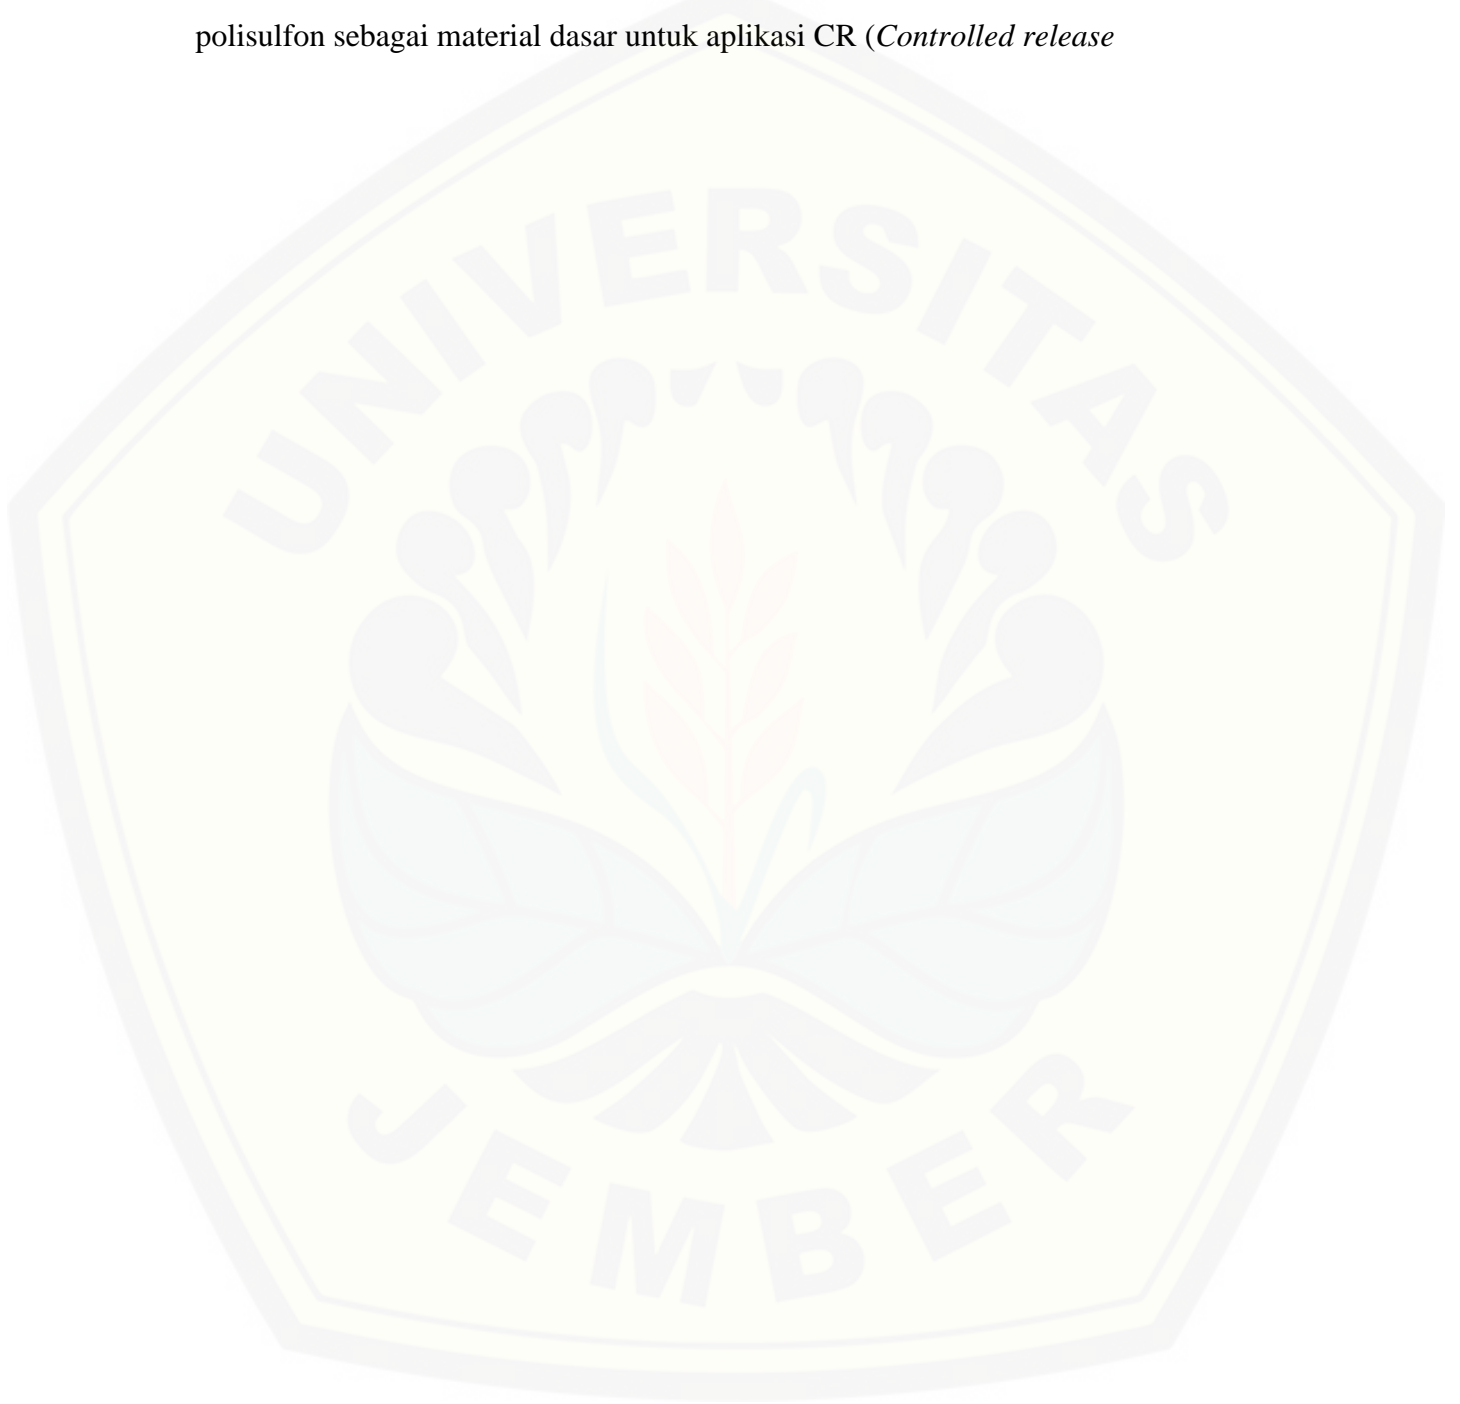 polisulfon sebagai material dasar untuk aplikasi CR (Controlled release
UNIVERSITAS
JEMBER